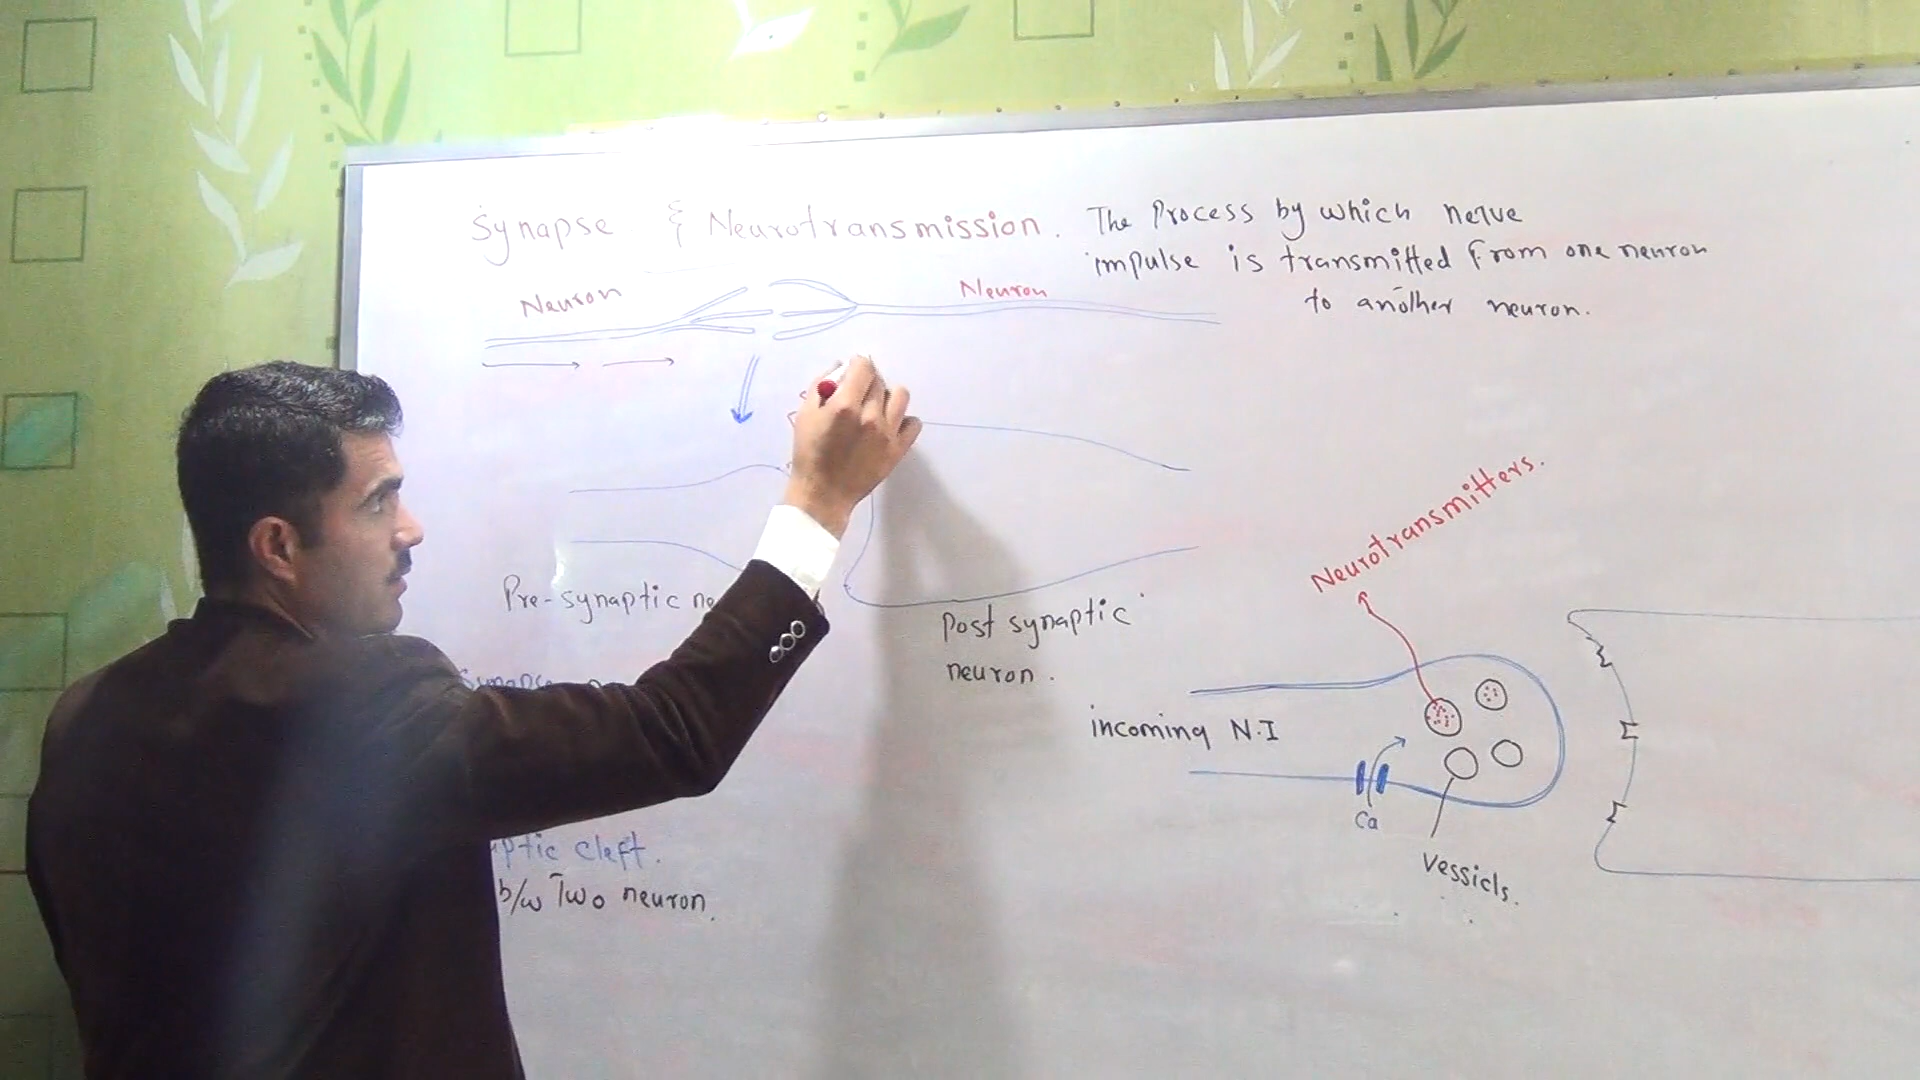 Synapse & Neurotransmission. The Process by which nerve
impulse is transmitted from one neuron
to another neuron.
Neuron
Neuron
Pre-synaptic
Post synaptic
neuron.
Synapse
Neurotransmitters.
incoming N.I
Ca
Vessicls.
cleft.
b/w Two neuron.